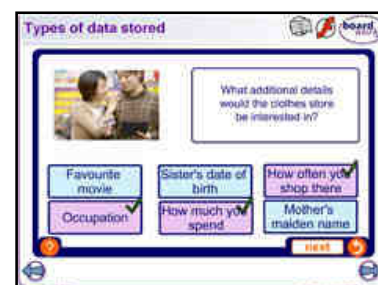 Types of data stored
board
works
What additional details
would the clothes store
be interested in?
Favourite
movie
Sister's date of
birth
How often you
shop there
Occupation
How much you
spend
Mother's
maiden name
?
next